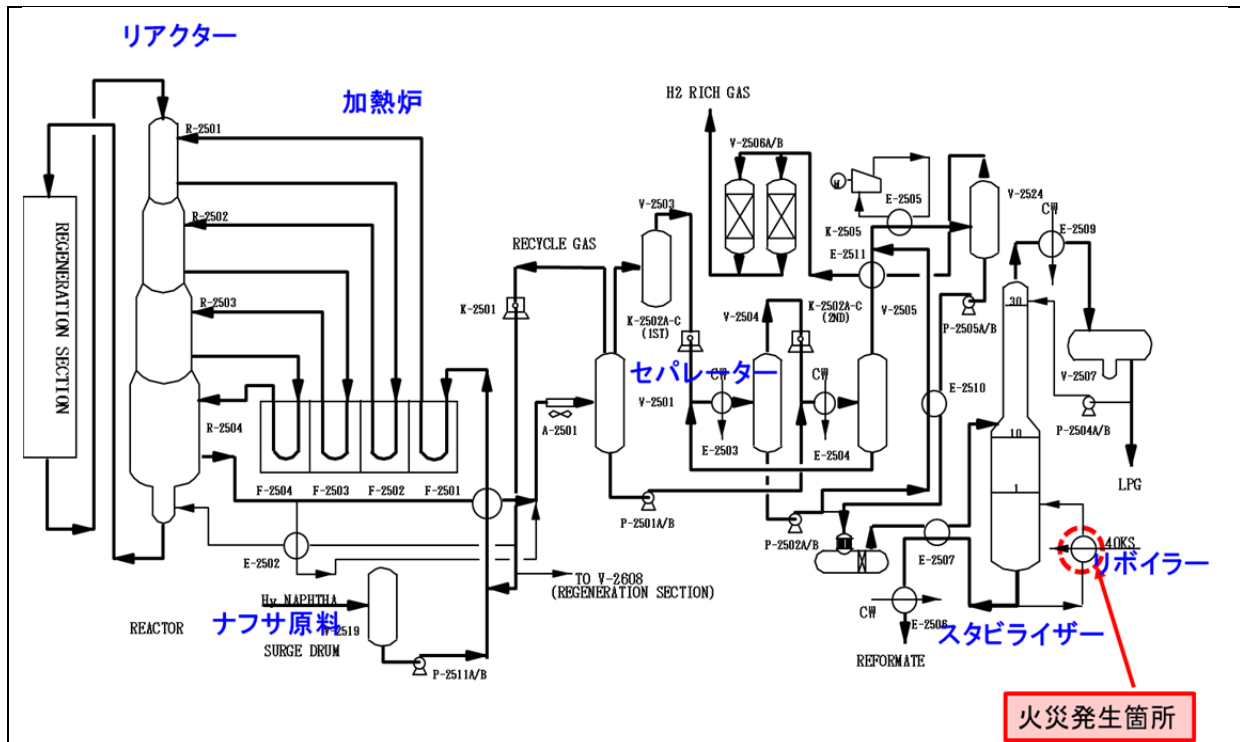 リアクター
加熱炉
H2 RICH GAS
R-2501
V-2506A/B
V-2503
E-2505
V-2524
CW
E-2509
M
K-2505
R-2502
RECYCLE GAS
E-2511
REGENERATION SECTION
R-2503
K-2501
K-2502A-C
(1ST)
V-2504
K-2502A-C
(2ND)
V-2505
30
P-2505A/B
V-2507
セパレーター
CW
CW
V-2501
E-2510
A-2501
P-2504A/B
R-2504
E-2503
E-2504
10
F-2504
F-2503
F-2502
F-2501
LPG
1
P-2501A/B
P-2502A/B
E-2507
40KS
リボイラー
E-2502
TO V-2608
(REGENERATION SECTION)
Hy NAPHTHA
ナフサ原料
V-2519
REACTOR
SURGE DRUM
CW
E-2506
スタビライザー
P-2511A/B
REFORMATE
火災発生箇所